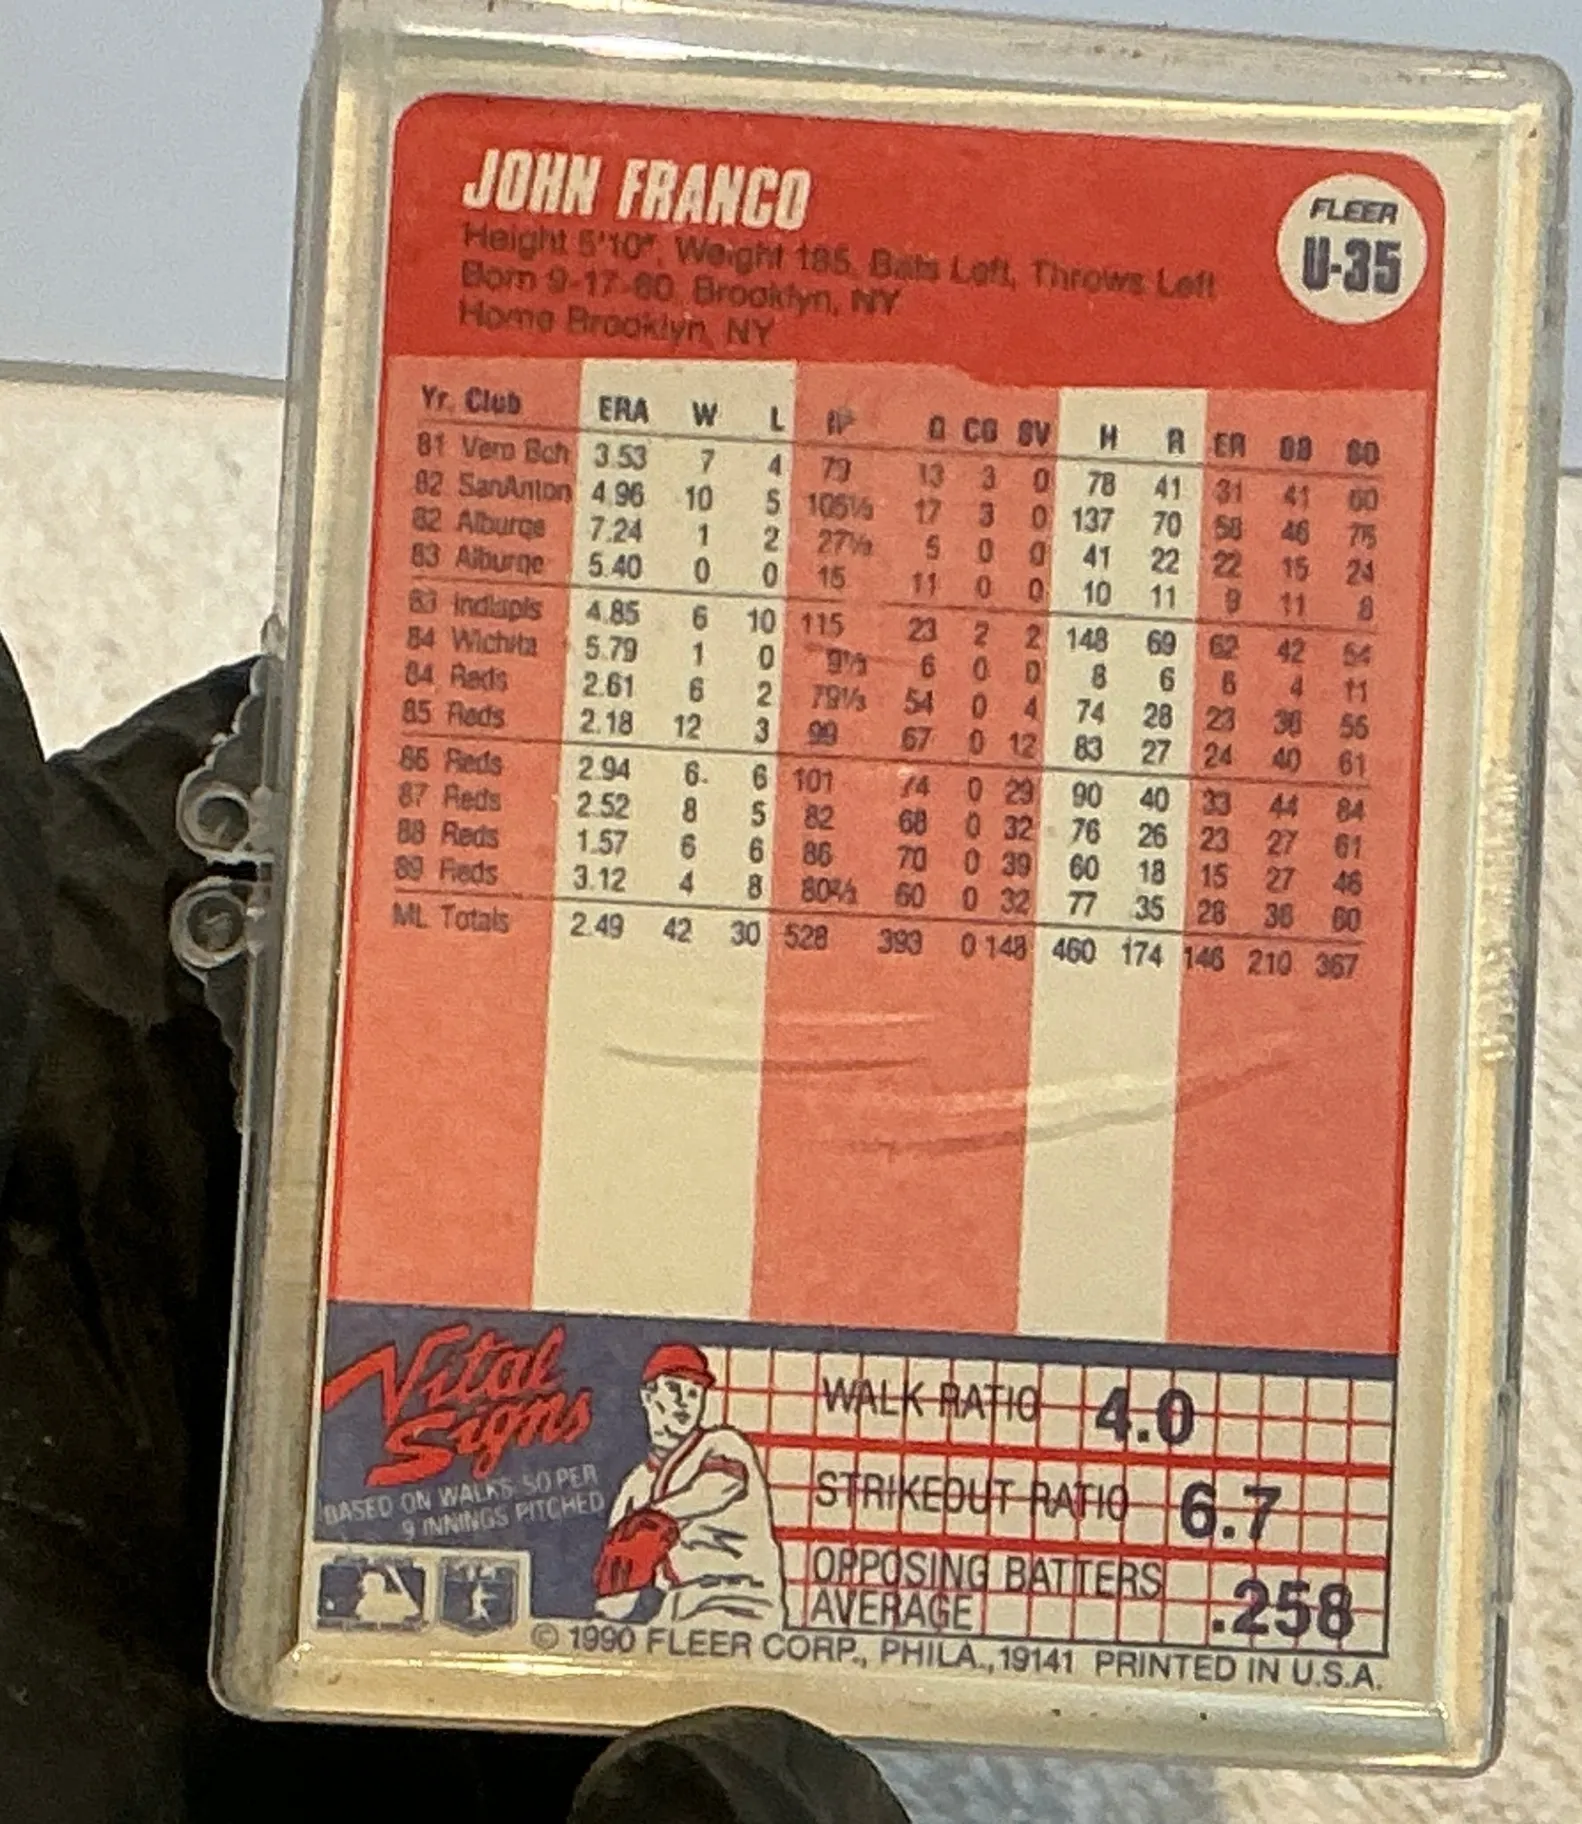 JOHN FRANCO
FLEER
U-35
Height 5'10", Weight 185, Bats Left, Throws Left
Born 9-17-60, Brooklyn, NY
Home Brooklyn, NY
Yr. Club ERA W L IP G CG SV H R ER BB SO
81 Vero Bch 3.53 7 4 79 13 3 0 78 41 31 41 60
82 SanAnton 4.96 10 5 105⅓ 17 3 0 137 70 58 46 76
82 Alburqe 7.24 1 2 27⅓ 5 0 0 41 22 22 15 24
83 Alburqe 5.40 0 0 15 11 0 0 10 11 9 11 8
83 Indiapls 4.85 6 10 115 23 2 2 148 69 62 42 54
84 Wichita 5.79 1 0 9⅓ 6 0 0 8 6 6 4 11
84 Reds 2.61 6 2 79⅓ 54 0 4 74 28 23 36 55
85 Reds 2.18 12 3 99 67 0 12 83 27 24 40 61
86 Reds 2.94 6 6 101 74 0 29 90 40 33 44 84
87 Reds 2.52 8 5 82 68 0 32 76 26 23 27 61
88 Reds 1.57 6 6 86 70 0 39 60 18 15 27 46
89 Reds 3.12 4 8 80⅔ 60 0 32 77 35 28 36 60
ML Totals 2.49 42 30 528 393 0 148 460 174 146 210 367
Vital
Signs
BASED ON WALKS SO PER
9 INNINGS PITCHED
WALK RATIO 4.0
STRIKEOUT RATIO 6.7
OPPOSING BATTERS
AVERAGE .258
© 1990 FLEER CORP., PHILA., 19141 PRINTED IN U.S.A.